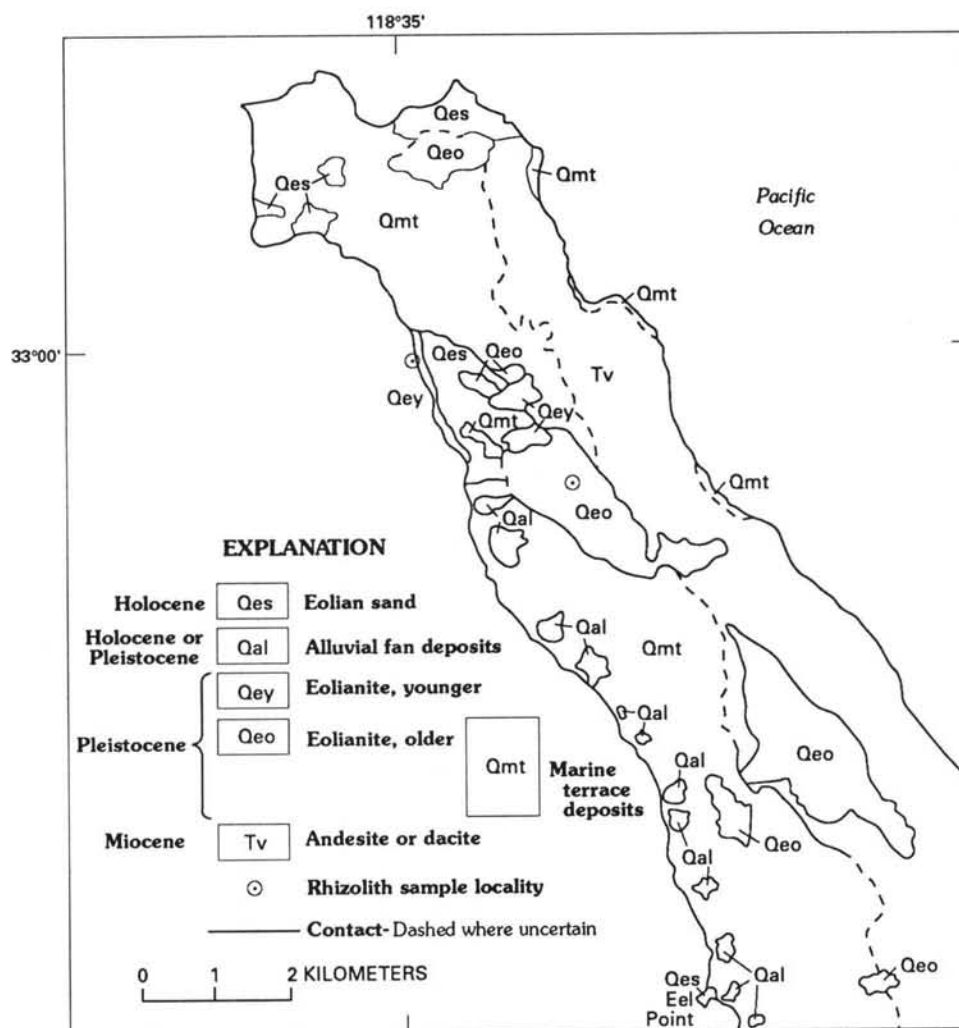 118°35'
Qes
Qeo
Qmt
Qes
Qmt
Pacific
Ocean
Qmt
33°00'
Qes
Qeo
Tv
Qey
Qey
Qmt
Qmt
Qeo
Qal
EXPLANATION
Holocene Qes Eolian sand
Holocene or
Pleistocene Qal Alluvial fan deposits
Qey Eolianite, younger
Pleistocene Qeo Eolianite, older
Qmt Marine
terrace
deposits
Miocene Tv Andesite or dacite
Rhizolith sample locality
Contact- Dashed where uncertain
0 1 2 KILOMETERS
Qal
Qmt
Qal
Qeo
Qal
Qeo
Qal
Qeo
Qal
Qes
Eel
Point